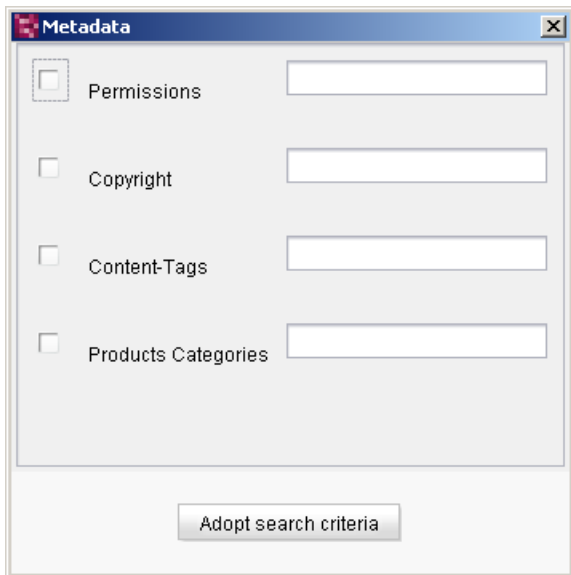 Metadata
Permissions
Copyright
Content-Tags
Products Categories
Adopt search criteria